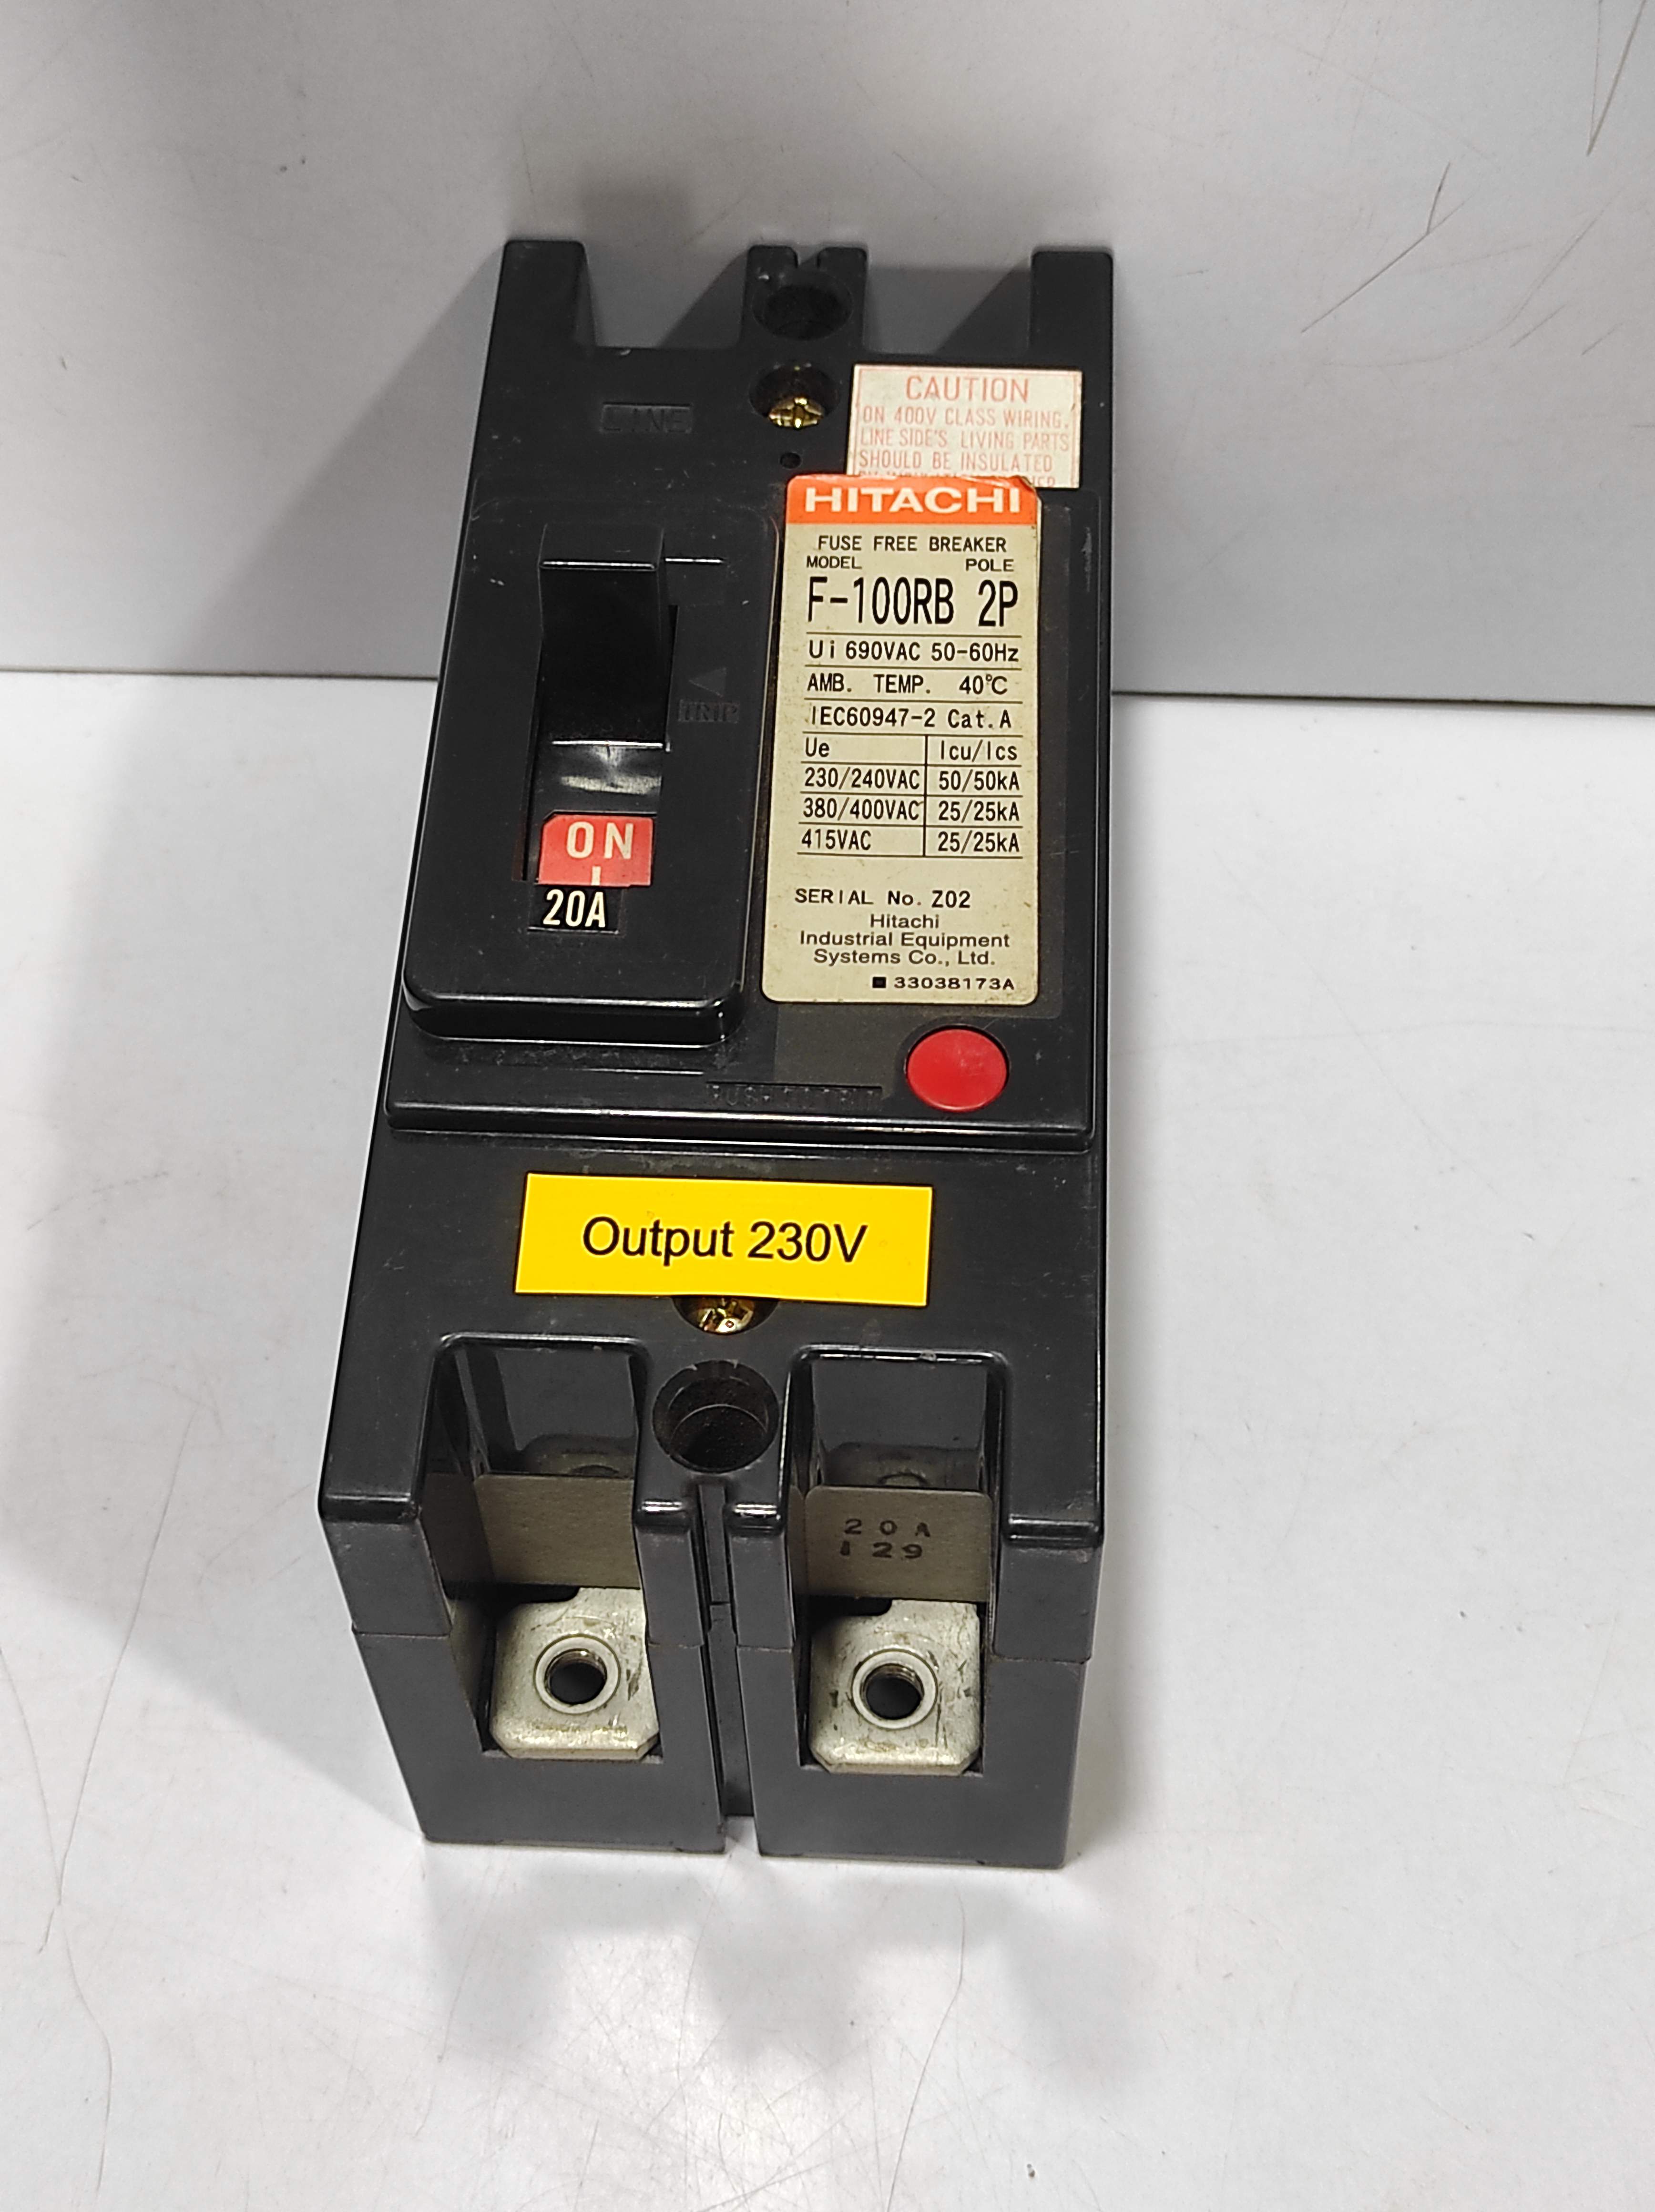 LINE
CAUTION
ON 400V CLASS WIRING,
LINE SIDE'S LIVING PARTS
SHOULD BE INSULATED
HITACHI
FUSE FREE BREAKER
MODEL POLE
F-100RB 2P
Ui 690VAC 50-60Hz
AMB. TEMP. 40℃
IEC60947-2 Cat.A
Ue Icu/Ics
230/240VAC 50/50kA
380/400VAC 25/25kA
415VAC 25/25kA
SERIAL No. Z02
Hitachi
Industrial Equipment
Systems Co., Ltd.
■ 33038173A
TRIP
ON
I
20A
PUSH TO TRIP
Output 230V
20A
129